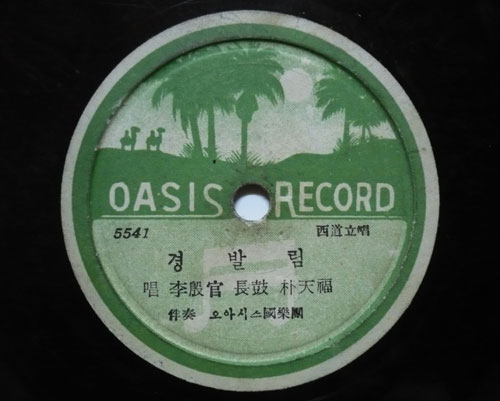 OASIS RECORD
5541 西道立唱
경발림
唱 李殷官 長鼓 朴天福
伴奏 오아시스國樂團